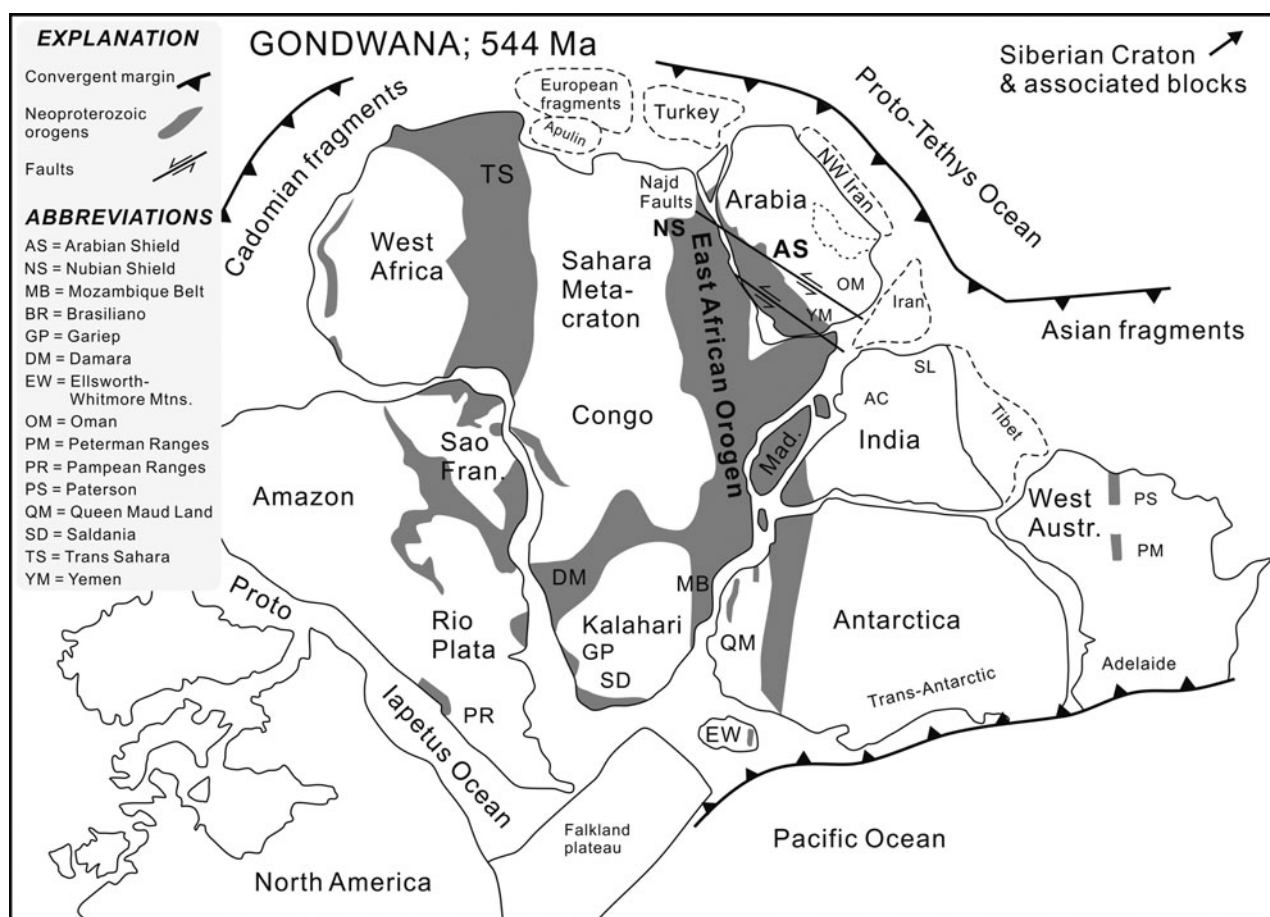 EXPLANATION
Convergent margin
Neoproterozoic
orogens
Faults
ABBREVIATIONS
AS = Arabian Shield
NS = Nubian Shield
MB = Mozambique Belt
BR = Brasiliano
GP = Gariep
DM = Damara
EW = Ellsworth-
Whitmore Mtns.
OM = Oman
PM = Peterman Ranges
PR = Pampean Ranges
PS = Paterson
QM = Queen Maud Land
SD = Saldania
TS = Trans Sahara
YM = Yemen
GONDWANA; 544 Ma
Siberian Craton
& associated blocks
Cadomian fragments
European
fragments
Apulin
Turkey
Proto-Tethys Ocean
NW Iran
TS
Najd
Faults
NS
Arabia
AS
OM
YM
West
Africa
Sahara
Meta-
craton
East African Orogen
Iran
Asian fragments
SL
AC
India
Tibet
Congo
Mad.
Sao
Fran.
Amazon
West
Austr.
PS
PM
DM
MB
Kalahari
GP
SD
QM
Antarctica
Adelaide
Trans-Antarctic
Rio
Plata
PR
Proto
Iapetus Ocean
EW
Falkland
plateau
Pacific Ocean
North America